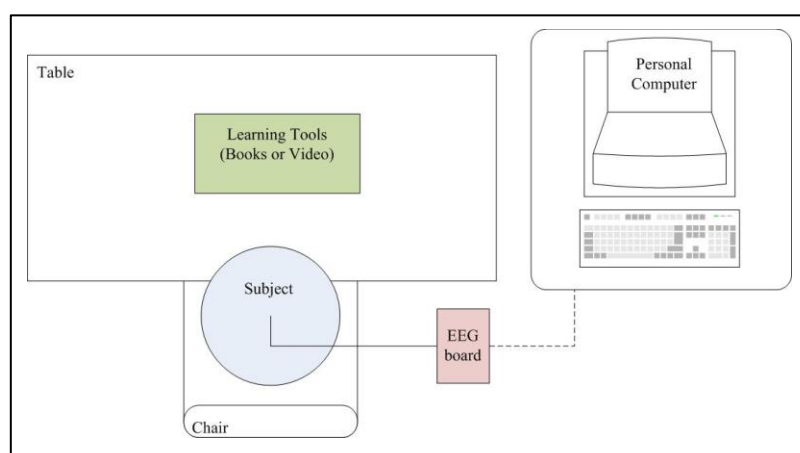 Table
Learning Tools
(Books or Video)
Personal
Computer
Subject
EEG
board
Chair